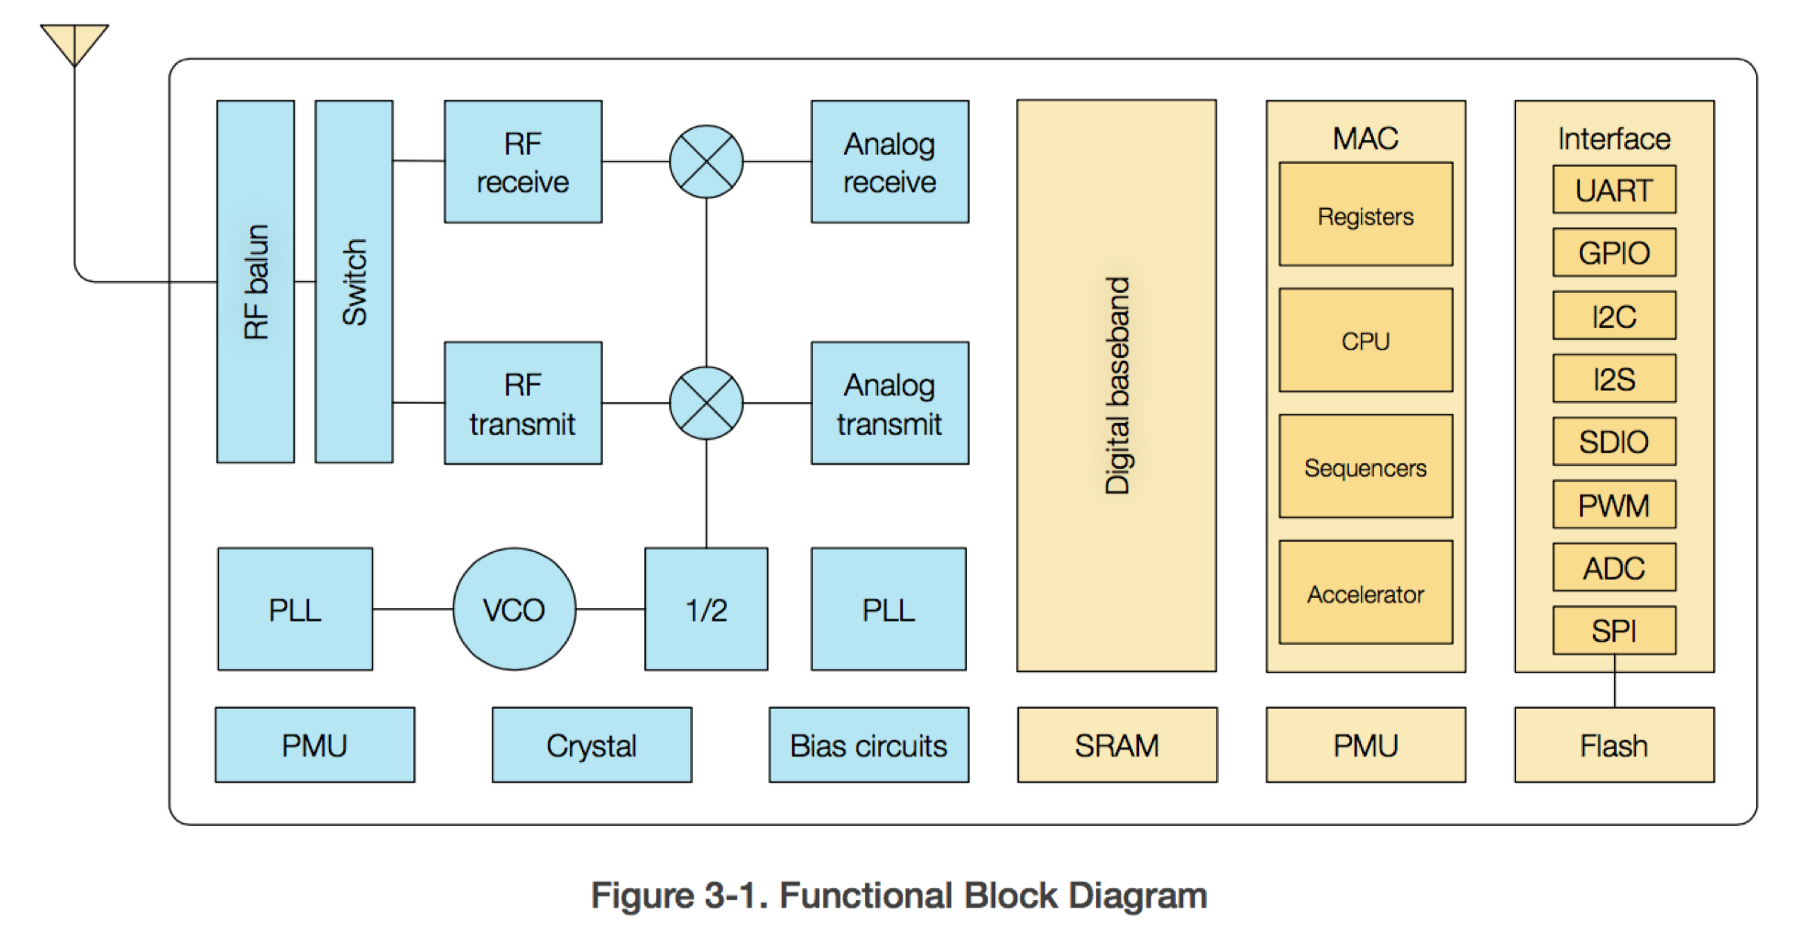 RF balun
Switch
RF
receive
Analog
receive
RF
transmit
Analog
transmit
PLL
VCO
1/2
PLL
PMU
Crystal
Bias circuits
Digital baseband
SRAM
MAC
Registers
CPU
Sequencers
Accelerator
PMU
Interface
UART
GPIO
I2C
I2S
SDIO
PWM
ADC
SPI
Flash
Figure 3-1. Functional Block Diagram